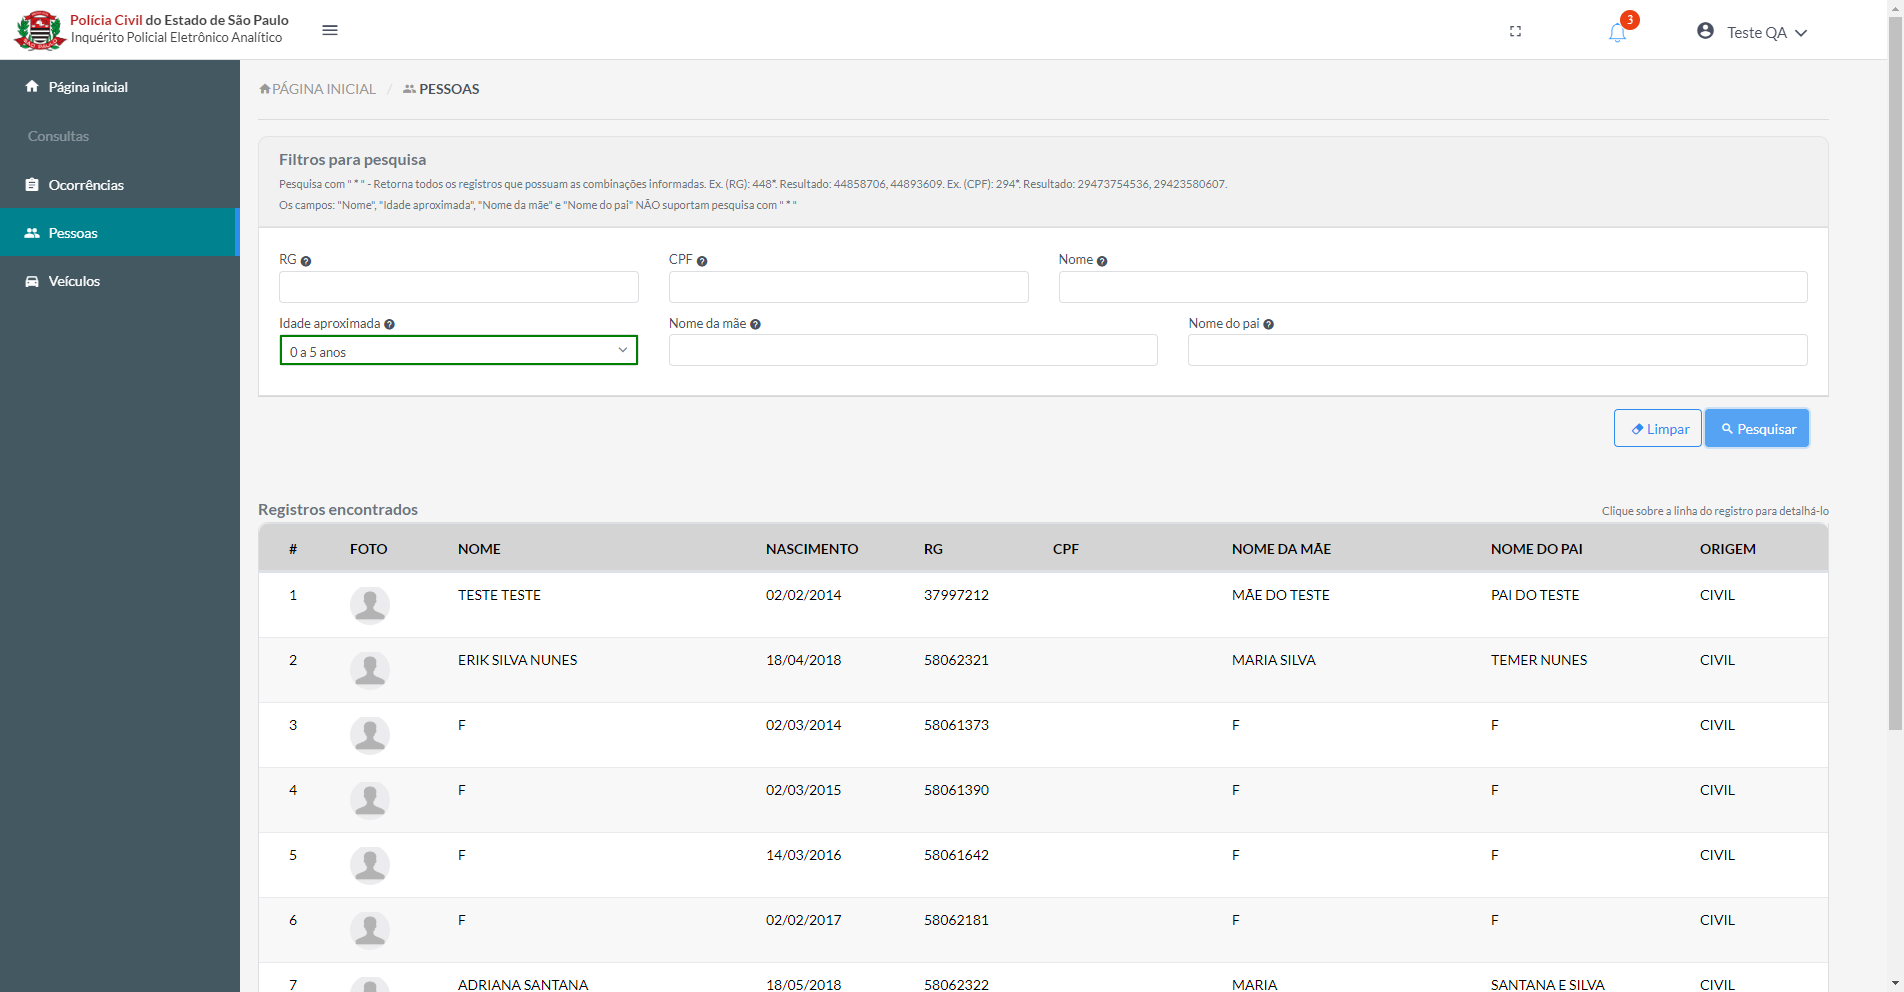 Polícia Civil do Estado de São Paulo
Inquérito Policial Eletrônico Analítico
3
Teste QA
Página inicial
Consultas
Ocorrências
Pessoas
Veículos
PÁGINA INICIAL / PESSOAS
Filtros para pesquisa
Pesquisa com " * " - Retorna todos os registros que possuam as combinações informadas. Ex. (RG): 448*. Resultado: 44858706, 44893609. Ex. (CPF): 294*. Resultado: 29473754536, 29423580607.
Os campos: "Nome", "Idade aproximada", "Nome da mãe" e "Nome do pai" NÃO suportam pesquisa com " * "
RG ? CPF ? Nome ?
Idade aproximada ? Nome da mãe ? Nome do pai ?
0 a 5 anos
Limpar Pesquisar
Registros encontrados
Clique sobre a linha do registro para detalhá-lo
# FOTO NOME NASCIMENTO RG CPF NOME DA MÃE NOME DO PAI ORIGEM
1 TESTE TESTE 02/02/2014 37997212 MÃE DO TESTE PAI DO TESTE CIVIL
2 ERIK SILVA NUNES 18/04/2018 58062321 MARIA SILVA TEMER NUNES CIVIL
3 F 02/03/2014 58061373 F F CIVIL
4 F 02/03/2015 58061390 F F CIVIL
5 F 14/03/2016 58061642 F F CIVIL
6 F 02/02/2017 58062181 F F CIVIL
7 ADRIANA SANTANA 18/05/2018 58062322 MARIA SANTANA E SILVA CIVIL